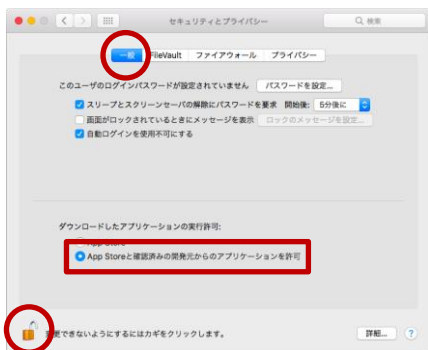 セキュリティとプライバシー
検索
一般 FileVault ファイアウォール プライバシー
このユーザのログインパスワードが設定されていません パスワードを設定...
スリープとスクリーンセーバの解除にパスワードを要求 開始後: 5分後に
画面がロックされているときにメッセージを表示 ロックのメッセージを設定...
自動ログインを使用不可にする
ダウンロードしたアプリケーションの実行許可:
App Store
App Storeと確認済みの開発元からのアプリケーションを許可
変更できないようにするにはカギをクリックします。
詳細... ?